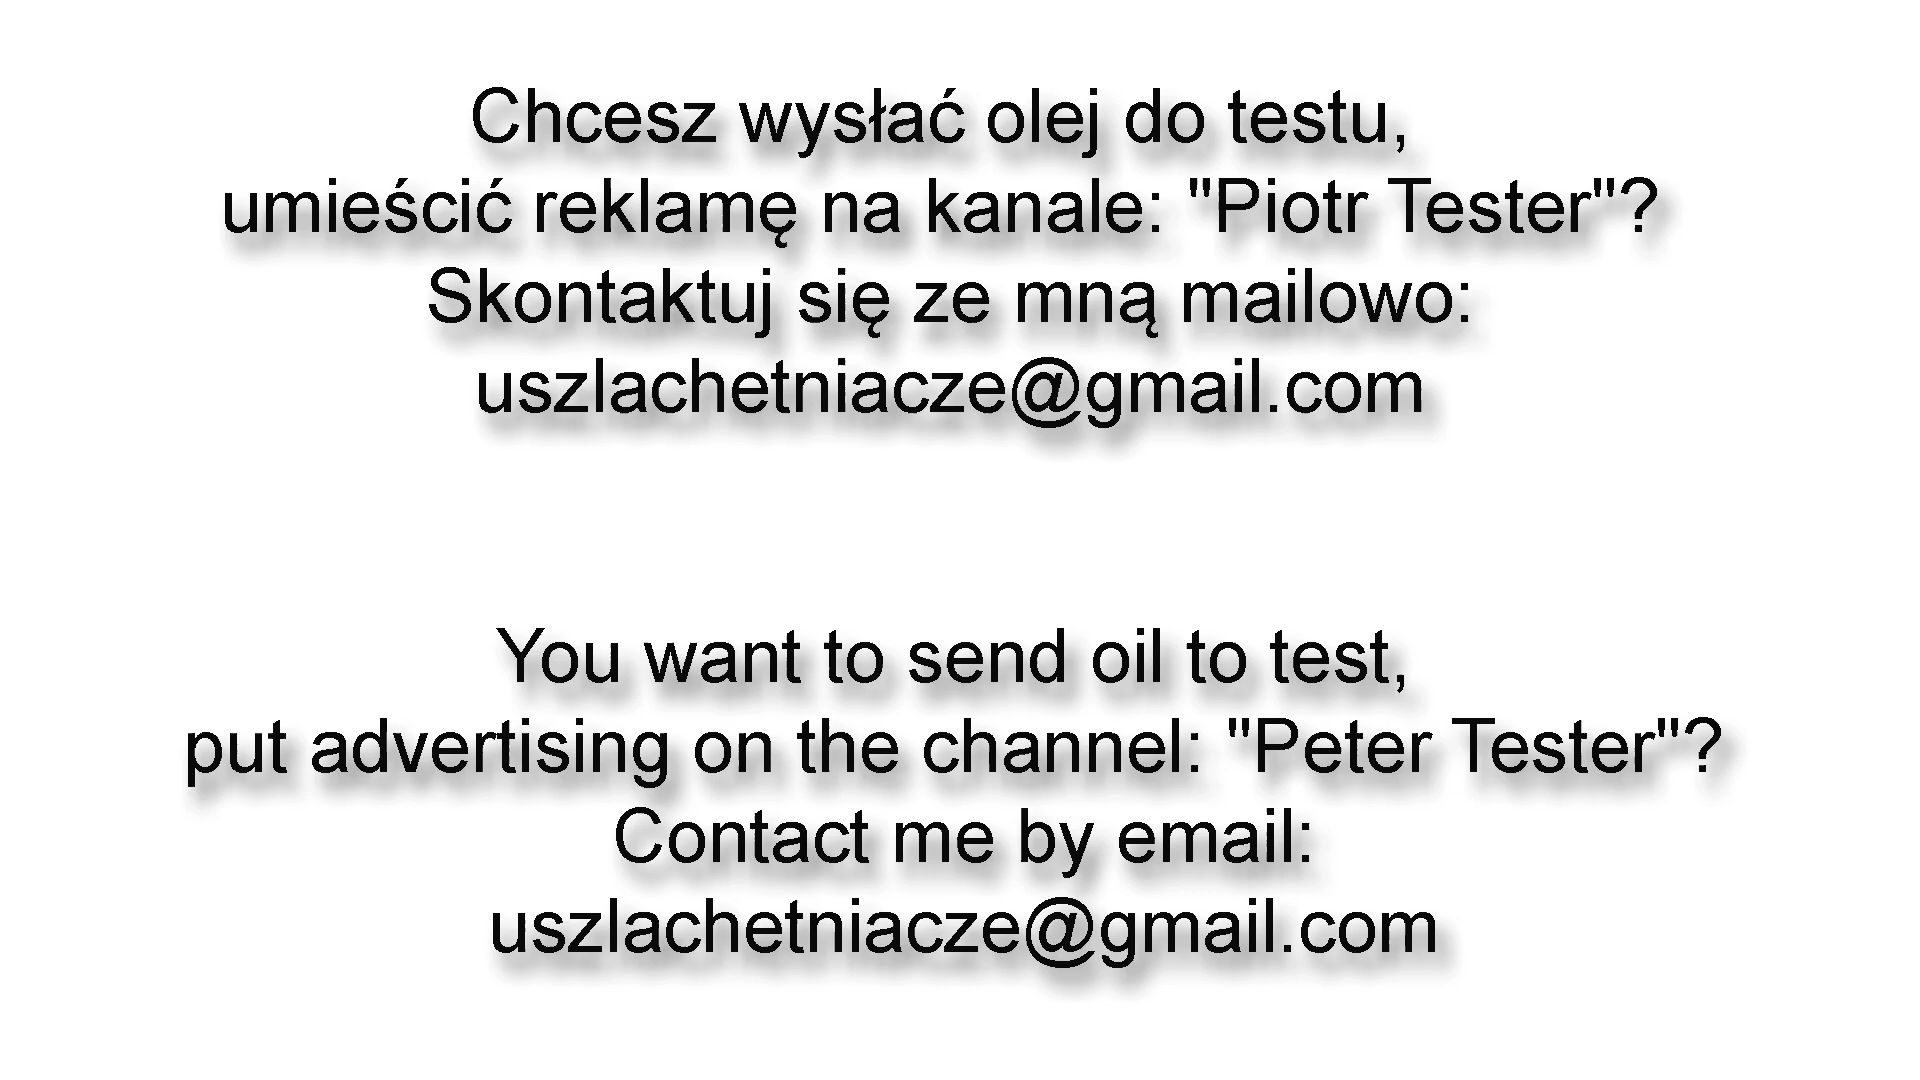 Chcesz wysłać olej do testu,
umieścić reklamę na kanale: "Piotr Tester"?
Skontaktuj się ze mną mailowo:
uszlachetniacze@gmail.com
You want to send oil to test,
put advertising on the channel: "Peter Tester"?
Contact me by email:
uszlachetniacze@gmail.com